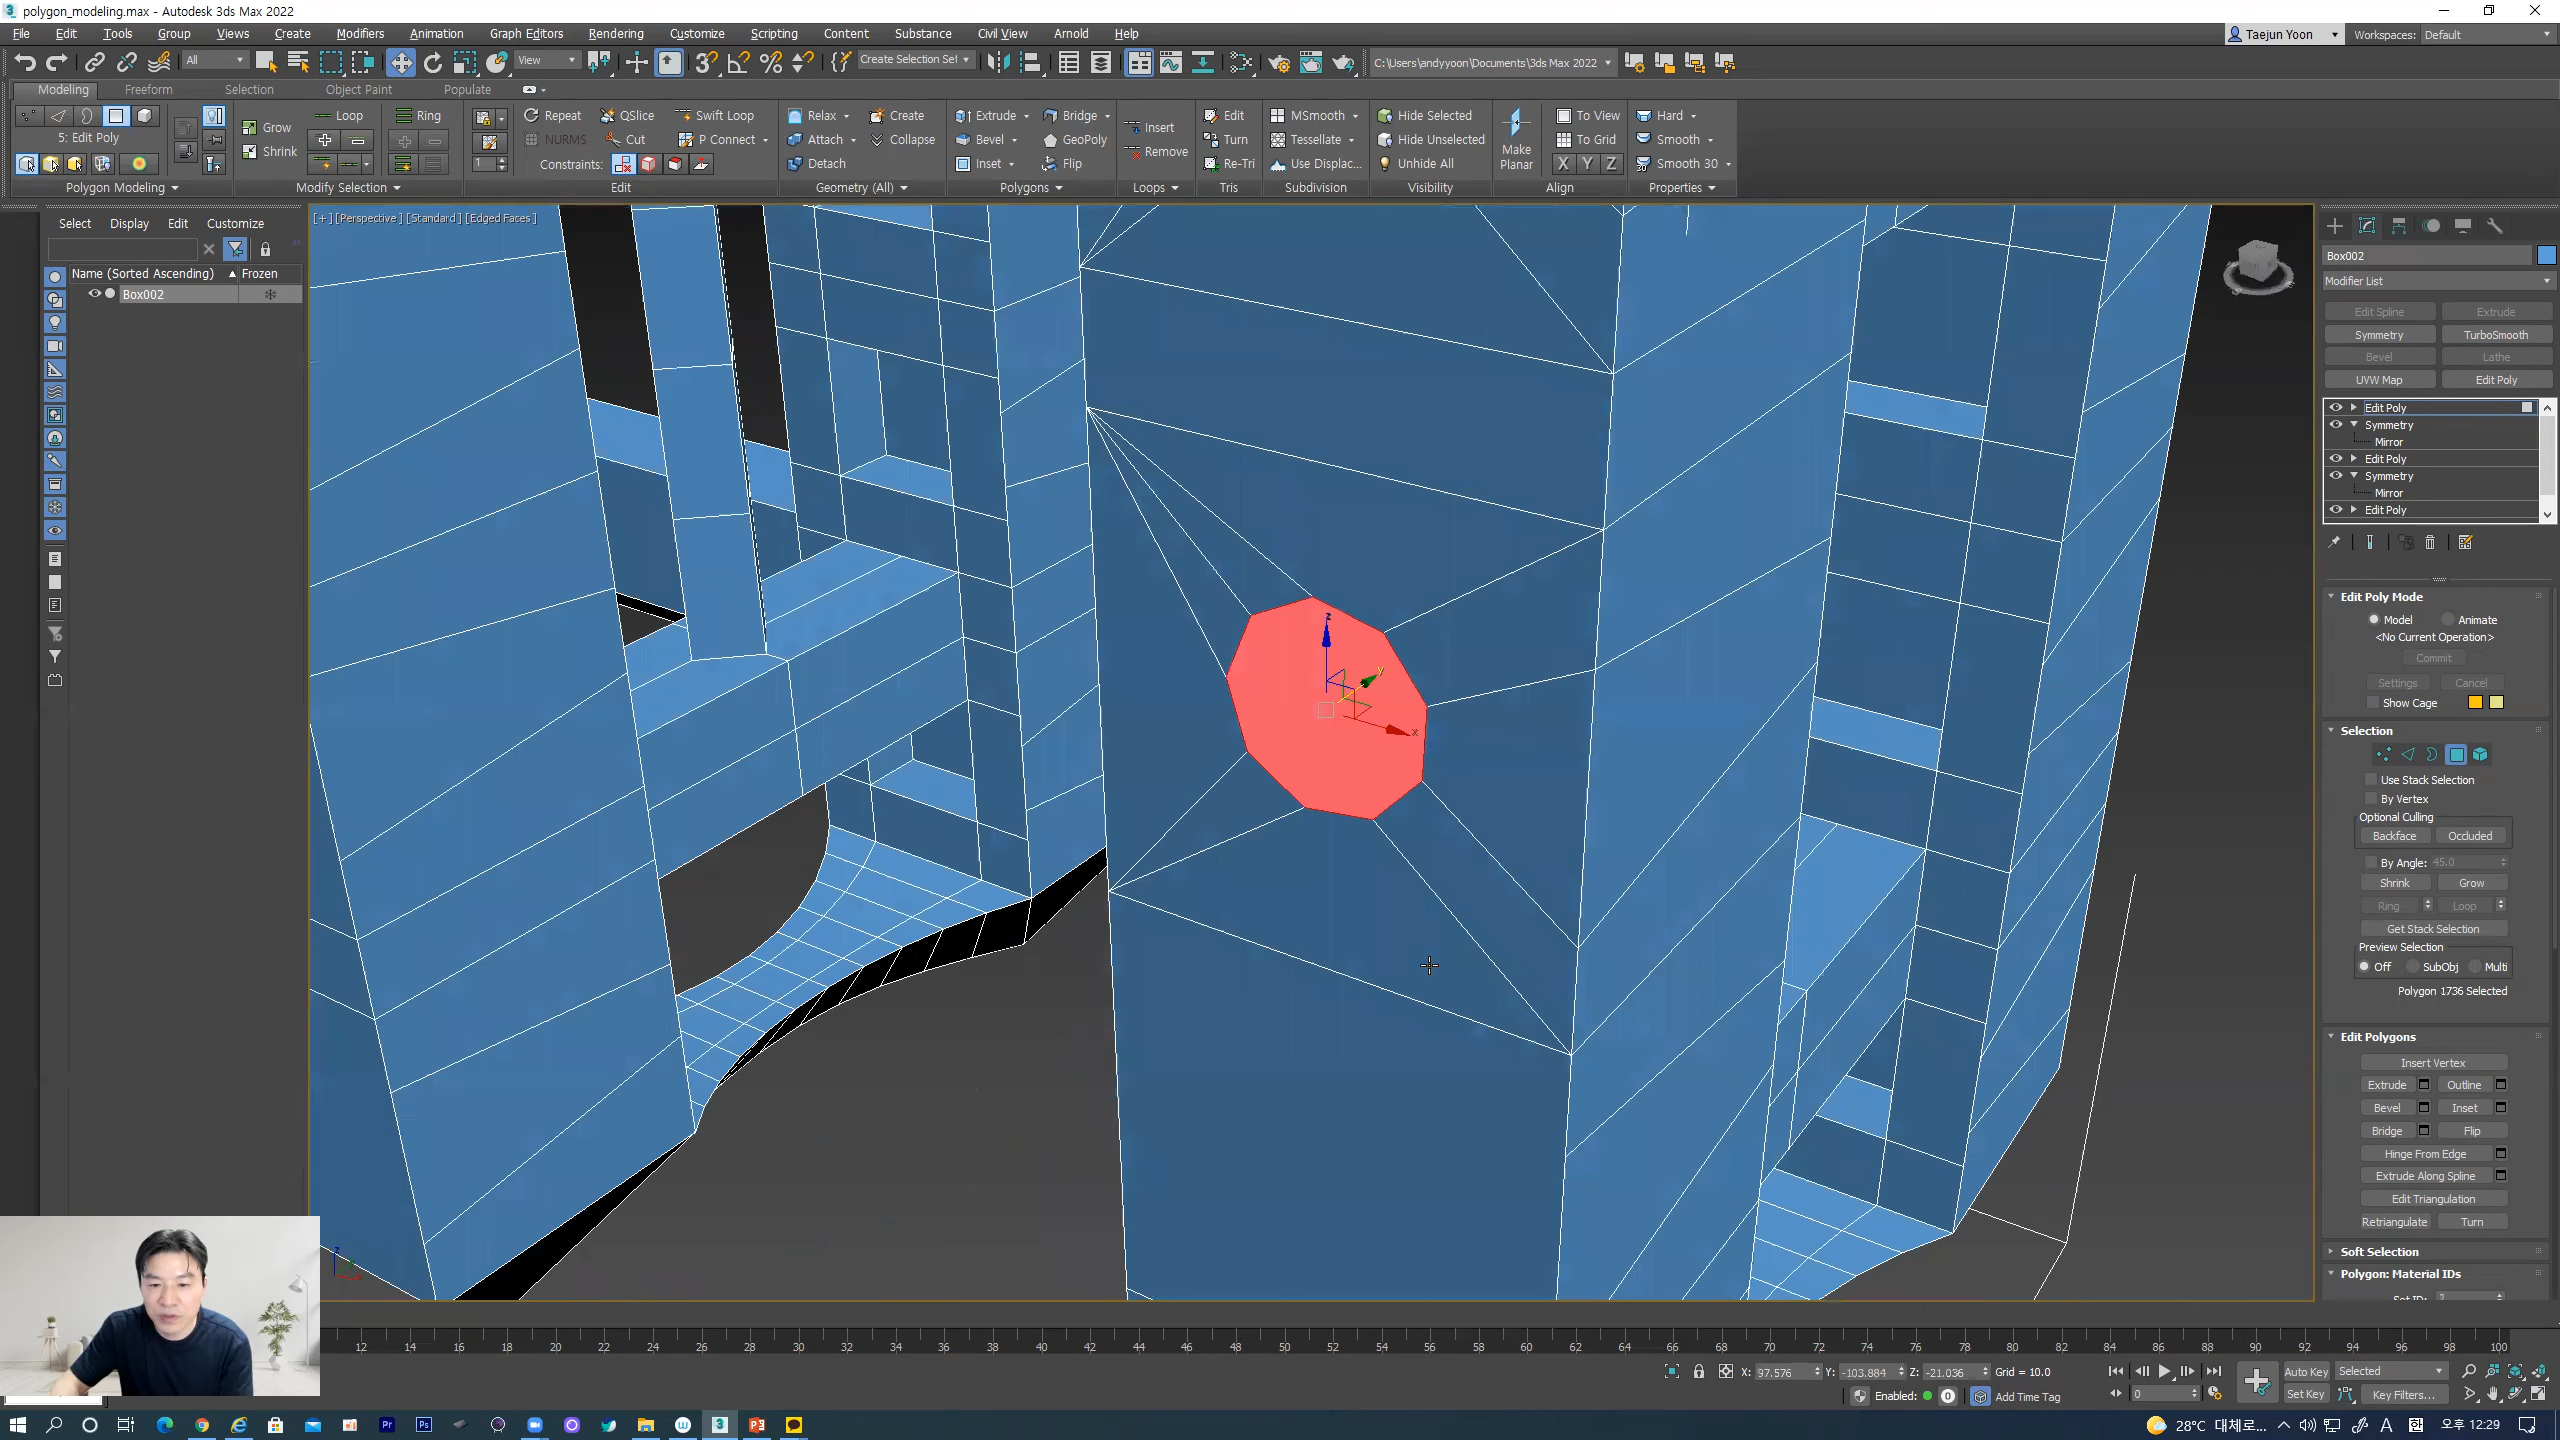 polygon_modeling.max - Autodesk 3ds Max 2022
File Edit Tools Group Views Create Modifiers Animation Graph Editors Rendering Customize Scripting Content Substance Civil View Arnold Help
Taejun Yoon Workspaces: Default
All View Create Selection Set C:\Users\andyyoon\Documents\3ds Max 2022
Modeling Freeform Selection Object Paint Populate
Loop Ring Repeat QSlice Swift Loop Relax Create Extrude Bridge Edit MSmooth Hide Selected To View Hard
5: Edit Poly Grow Insert
NURMS Cut P Connect Attach Collapse Bevel GeoPoly Turn Tessellate Hide Unselected To Grid Smooth
Shrink Remove Make Planar
1 Constraints: Detach Inset Flip Re-Tri Use Displac... Unhide All X Y Z Smooth 30
Polygon Modeling Modify Selection Edit Geometry (All) Polygons Loops Tris Subdivision Visibility Align Properties
Select Display Edit Customize
Name (Sorted Ascending) Frozen
Box002
[+] [Perspective] [Standard] [Edged Faces]
z
y
x
Box002
Modifier List
Edit Spline Extrude
Symmetry TurboSmooth
Bevel Lathe
UVW Map Edit Poly
Edit Poly
Symmetry
Mirror
Edit Poly
Symmetry
Mirror
Edit Poly
Edit Poly Mode
Model Animate
<No Current Operation>
Commit
Settings Cancel
Show Cage
Selection
Use Stack Selection
By Vertex
Optional Culling
Backface Occluded
By Angle: 45.0
Shrink Grow
Ring Loop
Get Stack Selection
Preview Selection
Off SubObj Multi
Polygon 1736 Selected
Edit Polygons
Insert Vertex
Extrude Outline
Bevel Inset
Bridge Flip
Hinge From Edge
Extrude Along Spline
Edit Triangulation
Retriangulate Turn
Soft Selection
Polygon: Material IDs
Set ID:
12 14 16 18 20 22 24 26 28 30 32 34 36 38 40 42 44 46 48 50 52 54 56 58 60 62 64 66 68 70 72 74 76 78 80 82 84 86 88 90 92 94 96 98 100
X: 97.576 Y: -103.884 Z: -21.036 Grid = 10.0 Auto Key Selected
Enabled: 0 Add Time Tag 0 Set Key Key Filters...
28°C 대체로... A 한 오후 12:29